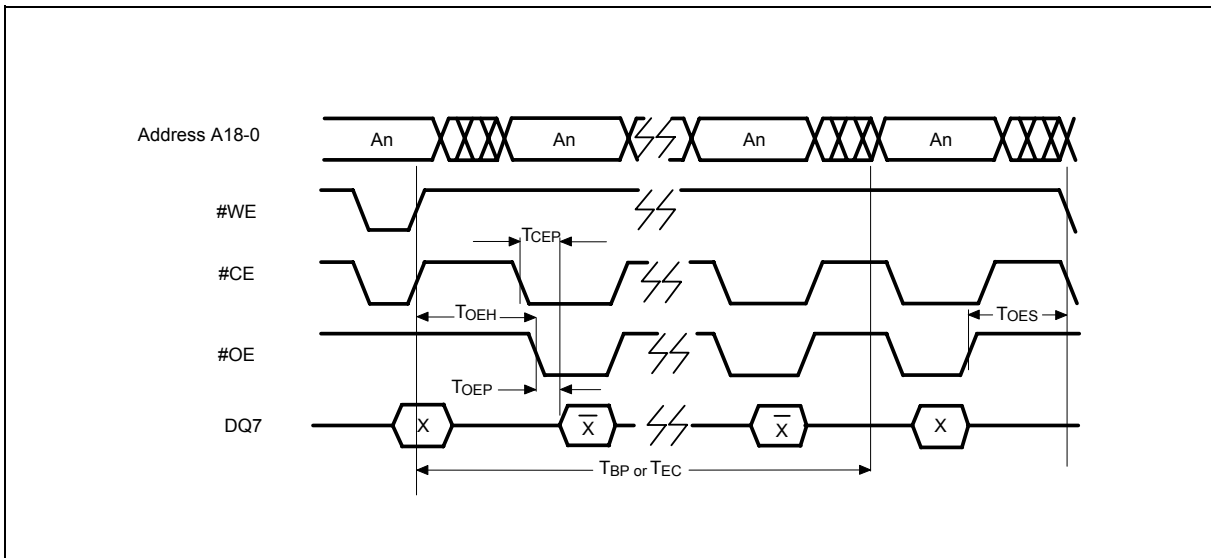 Address A18-0 An An An An
#WE
TCEP
#CE
TOEH TOES
#OE
TOEP
DQ7 X X̅ X̅ X
TBP or TEC